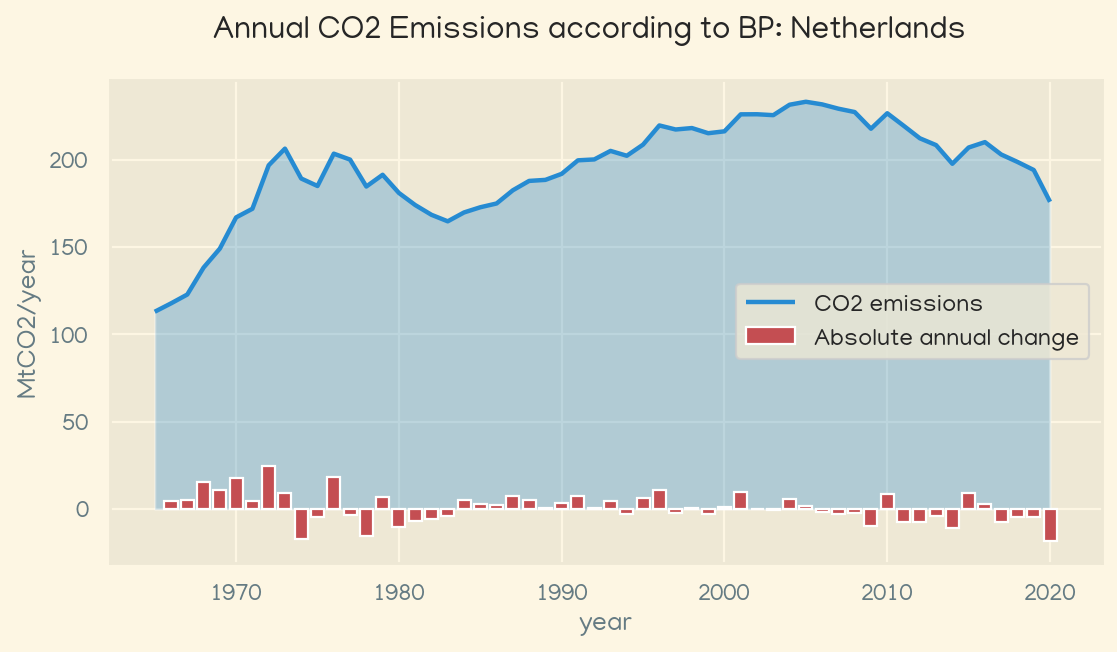 Annual CO2 Emissions according to BP: Netherlands
MtCO2/year
200
150
100
50
0
CO2 emissions
Absolute annual change
1970 1980 1990 2000 2010 2020
year